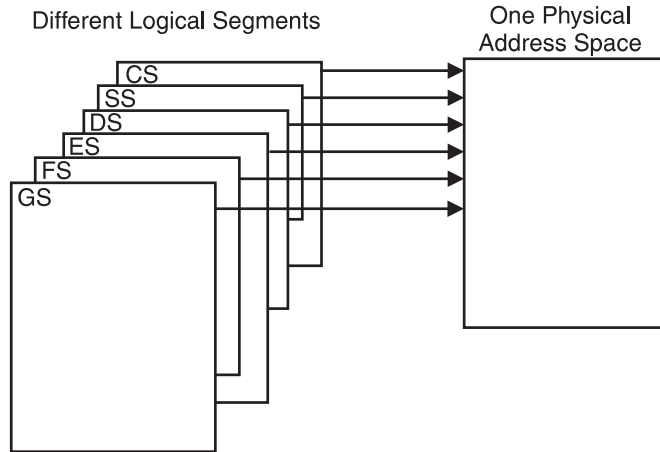 Different Logical Segments
One Physical
Address Space
CS
SS
DS
ES
FS
GS